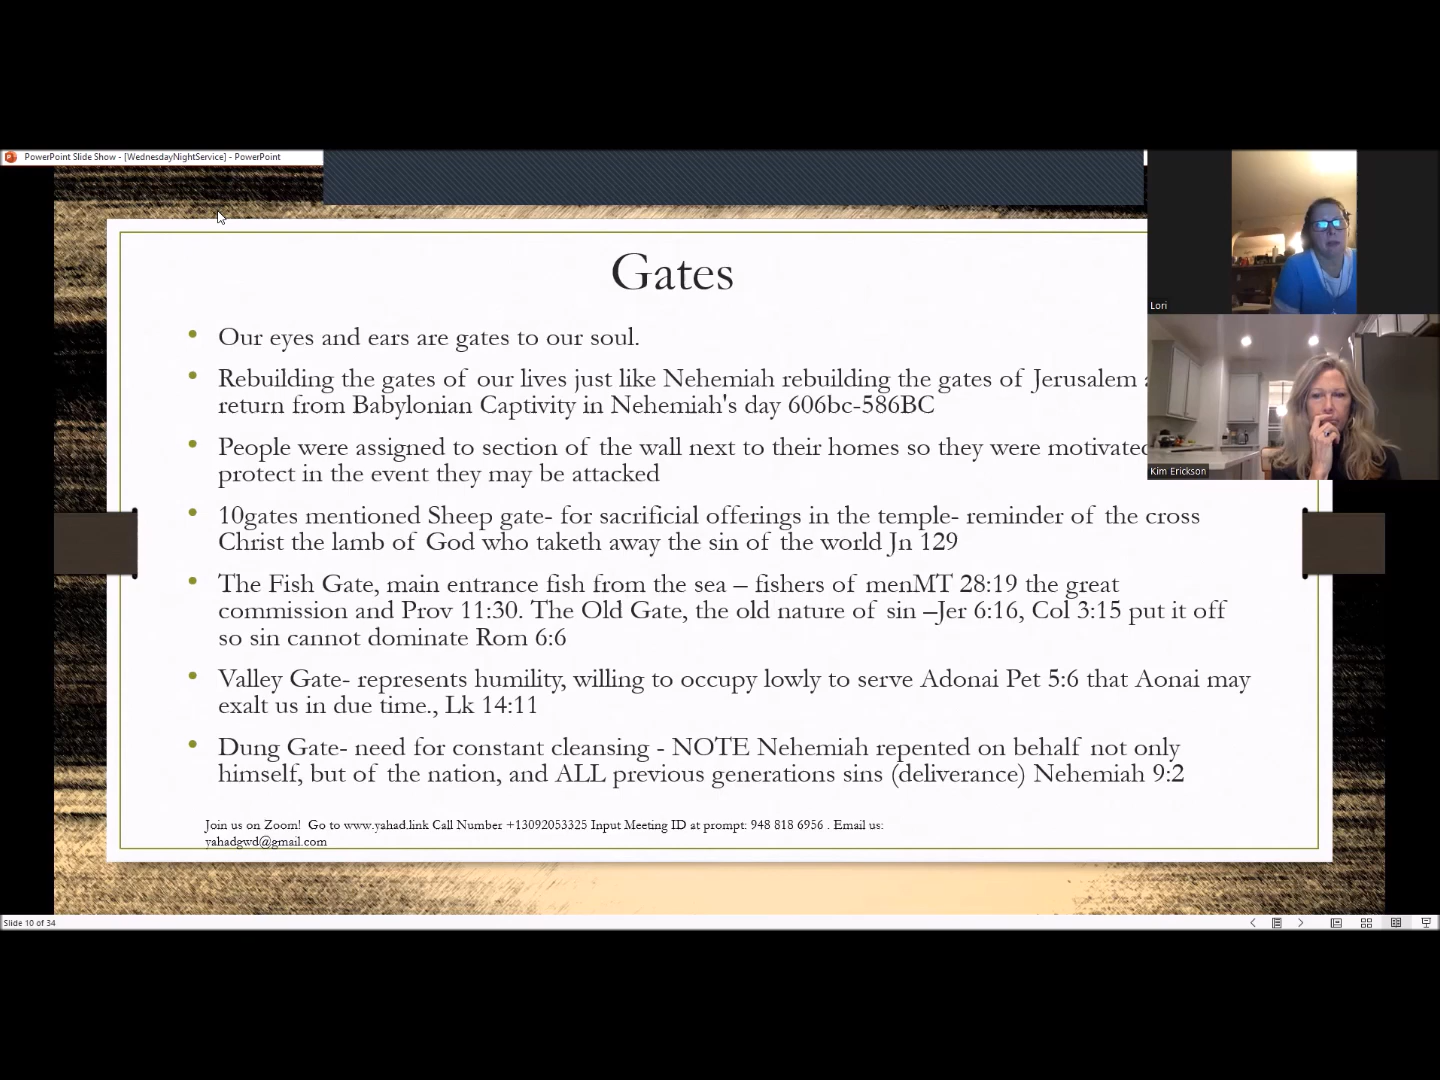 PowerPoint Slide Show - [WednesdayNightService] - PowerPoint
Gates
Our eyes and ears are gates to our soul.
Rebuilding the gates of our lives just like Nehemiah rebuilding the gates of Jerusalem
return from Babylonian Captivity in Nehemiah's day 606bc-586BC
People were assigned to section of the wall next to their homes so they were motivated
protect in the event they may be attacked
10gates mentioned Sheep gate- for sacrificial offerings in the temple- reminder of the cross
Christ the lamb of God who taketh away the sin of the world Jn 129
The Fish Gate, main entrance fish from the sea – fishers of menMT 28:19 the great
commission and Prov 11:30. The Old Gate, the old nature of sin –Jer 6:16, Col 3:15 put it off
so sin cannot dominate Rom 6:6
Valley Gate- represents humility, willing to occupy lowly to serve Adonai Pet 5:6 that Aonai may
exalt us in due time., Lk 14:11
Dung Gate- need for constant cleansing - NOTE Nehemiah repented on behalf not only
himself, but of the nation, and ALL previous generations sins (deliverance) Nehemiah 9:2
Join us on Zoom! Go to www.yahad.link Call Number +13092053325 Input Meeting ID at prompt: 948 818 6956 . Email us:
yahadgwd@gmail.com
Lori
Kim Erickson
Slide 10 of 34